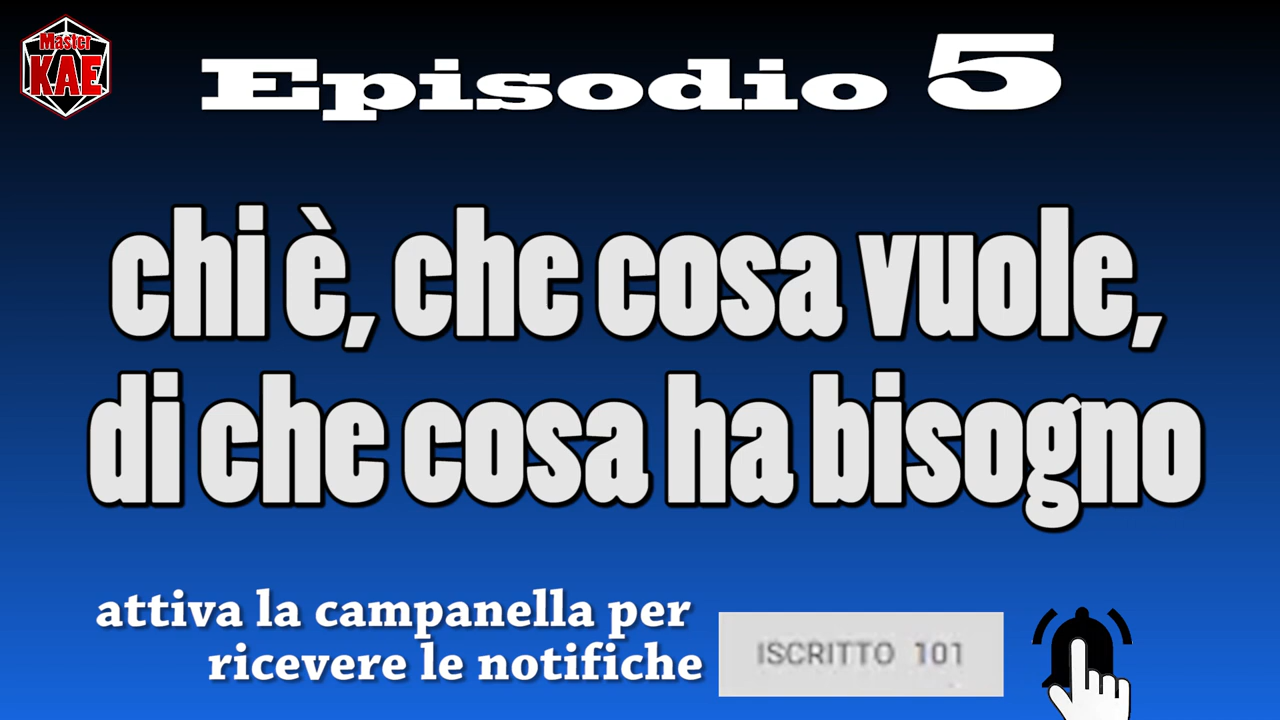 Master
KAE
Episodio 5
chi è, che cosa vuole,
di che cosa ha bisogno
attiva la campanella per
ricevere le notifiche
ISCRITTO 101